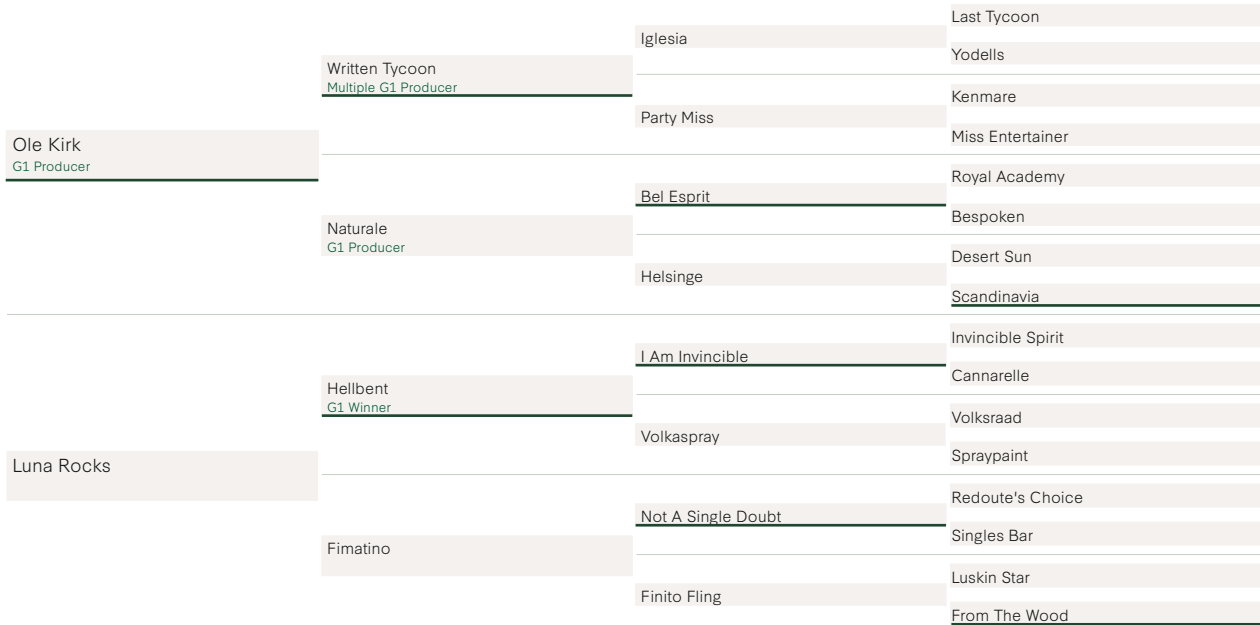 Ole Kirk
G1 Producer
Luna Rocks
Written Tycoon
Multiple G1 Producer
Naturale
G1 Producer
Hellbent
G1 Winner
Fimatino
Iglesia
Party Miss
Bel Esprit
Helsinge
I Am Invincible
Volkaspray
Not A Single Doubt
Finito Fling
Last Tycoon
Yodells
Kenmare
Miss Entertainer
Royal Academy
Bespoken
Desert Sun
Scandinavia
Invincible Spirit
Cannarelle
Volksraad
Spraypaint
Redoute's Choice
Singles Bar
Luskin Star
From The Wood